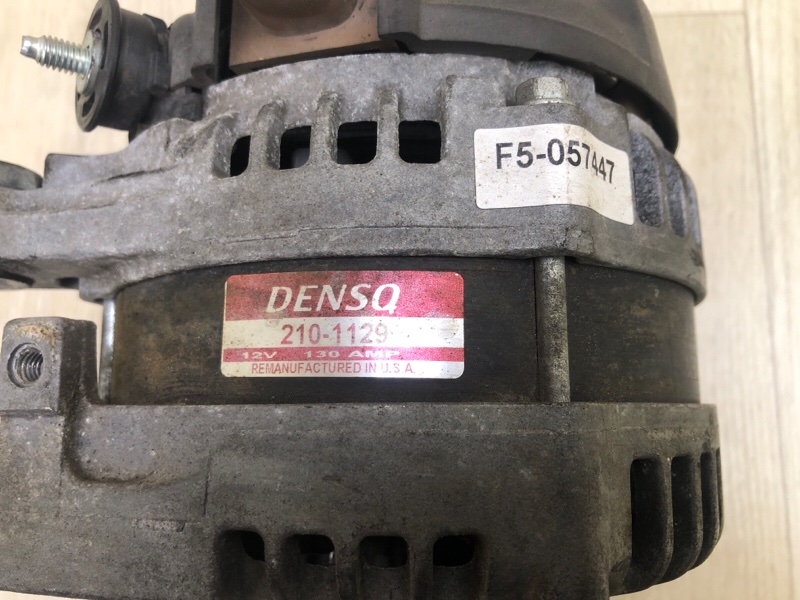 F5-057447
DENSO
210-1129
12V 130 AMP
REMANUFACTURED IN U.S.A.